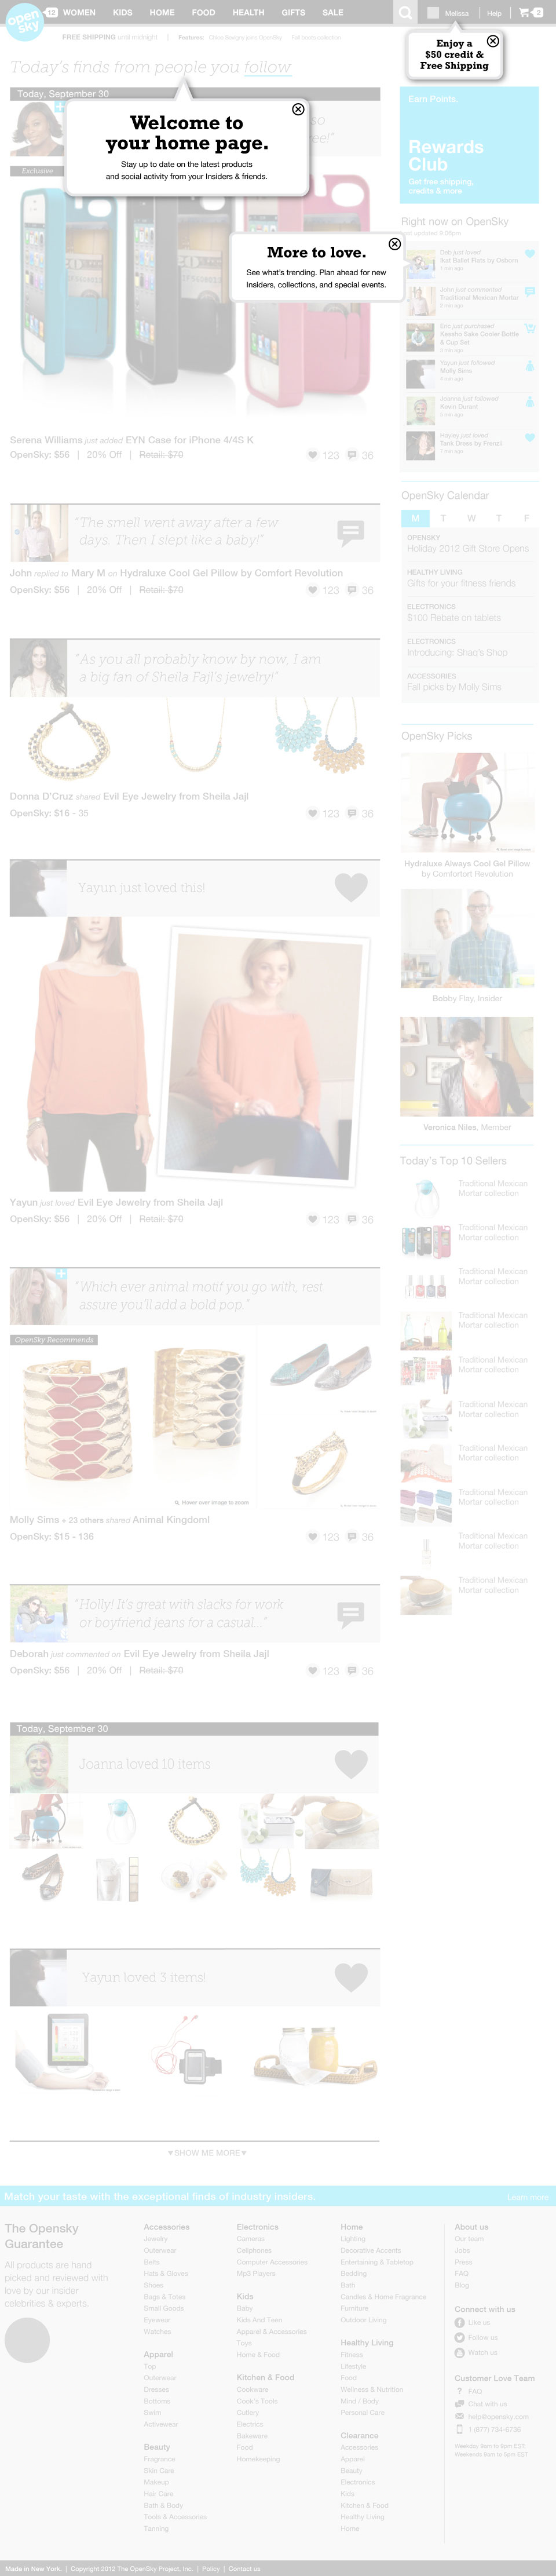 open
sky
12 WOMEN KIDS HOME FOOD HEALTH GIFTS SALE
Melissa Help 2
FREE SHIPPING until midnight | Features:
Today's finds from people you follow
Enjoy a
$50 credit &
Free Shipping
Today, September 30
Welcome to
your home page.
Stay up to date on the latest products
and social activity from your Insiders & friends.
so
ee!"
Exclusive
More to love.
See what's trending. Plan ahead for new
Insiders, collections, and special events.
Serena Williams just added EYN Case for iPhone 4/4S K
OpenSky: $56 | 20% Off | Retail: $70 123 36
"The smell went away after a few
days. Then I slept like a baby!"
John replied to Mary M on Hydraluxe Cool Gel Pillow by Comfort Revolution
OpenSky: $56 | 20% Off | Retail: $70 123 36
"As you all probably know by now, I am
a big fan of Sheila Fajl's jewelry!"
Donna D'Cruz shared Evil Eye Jewelry from Sheila Jajl
OpenSky: $16 - 35 123 36
Yayun just loved this!
Yayun just loved Evil Eye Jewelry from Sheila Jajl
OpenSky: $56 | 20% Off | Retail: $70 123 36
"Which ever animal motif you go with, rest
assure you'll add a bold pop."
OpenSky Recommends
Hover over image to zoom
Molly Sims + 23 others shared Animal Kingdom!
OpenSky: $15 - 136 123 36
"Holly! It's great with slacks for work
or boyfriend jeans for a casual..."
Deborah just commented on Evil Eye Jewelry from Sheila Jajl
OpenSky: $56 | 20% Off | Retail: $70 123 36
Today, September 30
Joanna loved 10 items
Yayun loved 3 items!
▼SHOW ME MORE▼
Earn Points.
Rewards
Club
Get free shipping,
credits & more
Right now on OpenSky
Deb just loved
Ikat Ballet Flats by Osborn
1 min ago
John just commented
Traditional Mexican Mortar
Eric just purchased
Keesho Sake Cooler Bottle
& Cup Set
Yayun just followed
Molly Sims
Joanna just followed
Kevin Durant
Hayley just loved
Tank Dress by Frenzii
7 min ago
OpenSky Calendar
M T W T F
OPENSKY
Holiday 2012 Gift Store Opens
HEALTHY LIVING
Gifts for your fitness friends
ELECTRONICS
$100 Rebate on tablets
ELECTRONICS
Introducing: Shaq's Shop
ACCESSORIES
Fall picks by Molly Sims
OpenSky Picks
Hydraluxe Always Cool Gel Pillow
by Comfortort Revolution
Bobby Flay, Insider
Veronica Niles, Member
Today's Top 10 Sellers
Traditional Mexican
Mortar collection
Traditional Mexican
Mortar collection
Traditional Mexican
Mortar collection
Traditional Mexican
Mortar collection
Traditional Mexican
Mortar collection
Traditional Mexican
Mortar collection
Traditional Mexican
Mortar collection
Traditional Mexican
Mortar collection
Traditional Mexican
Mortar collection
Traditional Mexican
Mortar collection
Match your taste with the exceptional finds of industry insiders. Learn more
The Opensky
Guarantee
All products are hand
picked and reviewed with
love by our insider
celebrities & experts.
Accessories
Jewelry
Outerwear
Belts
Hats & Gloves
Shoes
Bags & Totes
Small Goods
Eyewear
Watches
Apparel
Top
Outerwear
Dresses
Bottoms
Swim
Activewear
Beauty
Fragrance
Skin Care
Makeup
Hair Care
Bath & Body
Tools & Accessories
Tanning
Electronics
Cameras
Cellphones
Computer Accessories
Mp3 Players
Kids
Baby
Kids And Teen
Apparel & Accessories
Toys
Home & Food
Kitchen & Food
Cookware
Cook's Tools
Cutlery
Electrics
Bakeware
Food
Homekeeping
Home
Lighting
Decorative Accents
Entertaining & Tabletop
Bedding
Bath
Candles & Home Fragrance
Furniture
Outdoor Living
Healthy Living
Fitness
Lifestyle
Food
Wellness & Nutrition
Mind / Body
Personal Care
Clearance
Accessories
Apparel
Beauty
Electronics
Kids
Kitchen & Food
Healthy Living
Home
About us
Our team
Jobs
Press
FAQ
Blog
Connect with us
Like us
Follow us
Watch us
Customer Love Team
? FAQ
Chat with us
help@opensky.com
1 (877) 734-6736
Weekday 9am to 9pm EST.
Weekends 9am to 5pm EST
Made in New York. | Copyright 2012 The OpenSky Project, Inc. | Policy | Contact us